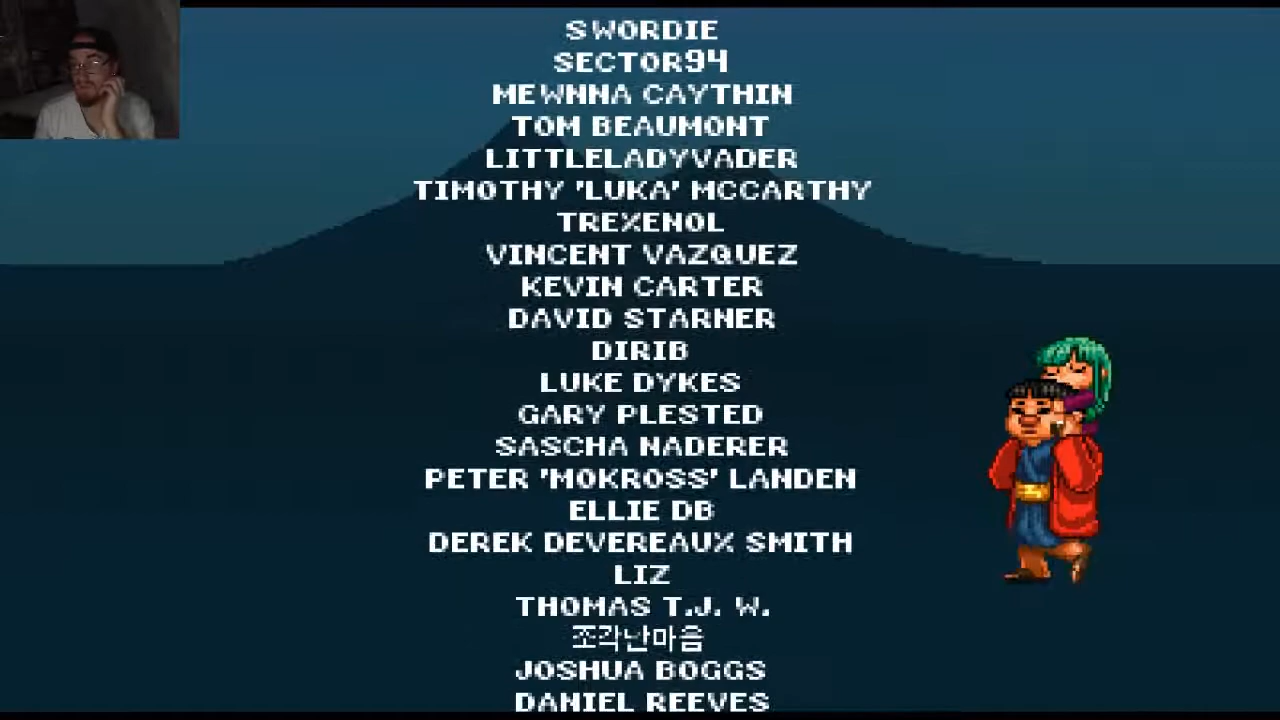 SWORDIE
SECTOR94
MEWNNA CAYTHIN
TOM BEAUMONT
LITTLELADYVADER
TIMOTHY 'LUKA' MCCARTHY
TREXENOL
VINCENT VAZQUEZ
KEVIN CARTER
DAVID STARNER
DIRIB
LUKE DYKES
GARY PLESTED
SASCHA NADERER
PETER 'MOKROSS' LANDEN
ELLIE DB
DEREK DEVEREAUX SMITH
LIZ
THOMAS T.J. W.
조각난마음
JOSHUA BOGGS
DANIEL REEVES